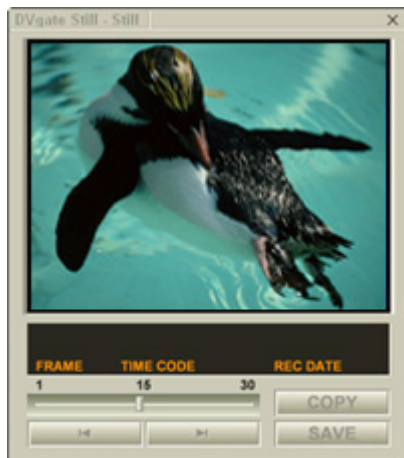 DVgate Still - Still
FRAME TIME CODE REC DATE
1 15 30
COPY
SAVE